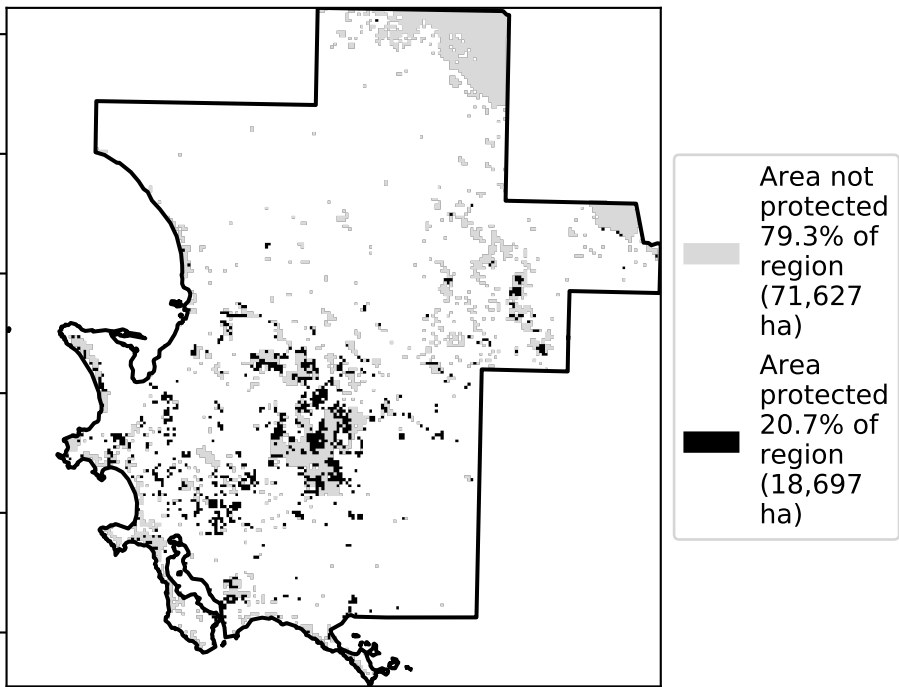 Area not
protected
79.3% of
region
(71,627
ha)
Area
protected
20.7% of
region
(18,697
ha)